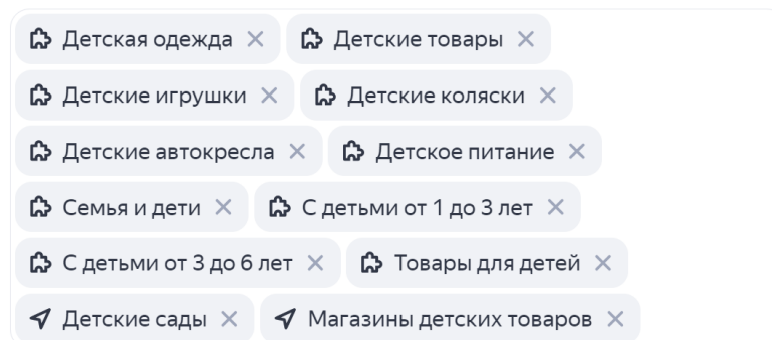 Детская одежда Детские товары
Детские игрушки Детские коляски
Детские автокресла Детское питание
Семья и дети С детьми от 1 до 3 лет
С детьми от 3 до 6 лет Товары для детей
Детские сады Магазины детских товаров